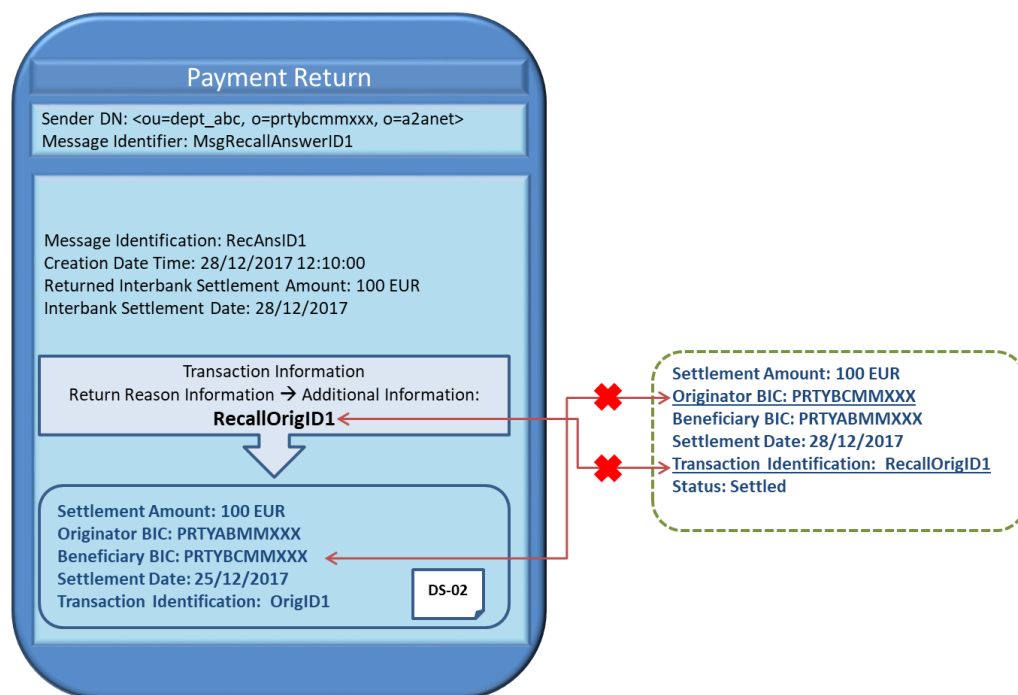 Payment Return
Sender DN: <ou=dept_abc, o=prtybcmmxxx, o=a2anet>
Message Identifier: MsgRecallAnswerID1
Message Identification: RecAnsID1
Creation Date Time: 28/12/2017 12:10:00
Returned Interbank Settlement Amount: 100 EUR
Interbank Settlement Date: 28/12/2017
Transaction Information
Return Reason Information → Additional Information:
RecallOrigID1
Settlement Amount: 100 EUR
Originator BIC: PRTYABMMXXX
Beneficiary BIC: PRTYBCMMXXX
Settlement Date: 25/12/2017
Transaction Identification: OrigID1
DS-02
Settlement Amount: 100 EUR
Originator BIC: PRTYBCMMXXX
Beneficiary BIC: PRTYABMMXXX
Settlement Date: 28/12/2017
Transaction Identification: RecallOrigID1
Status: Settled